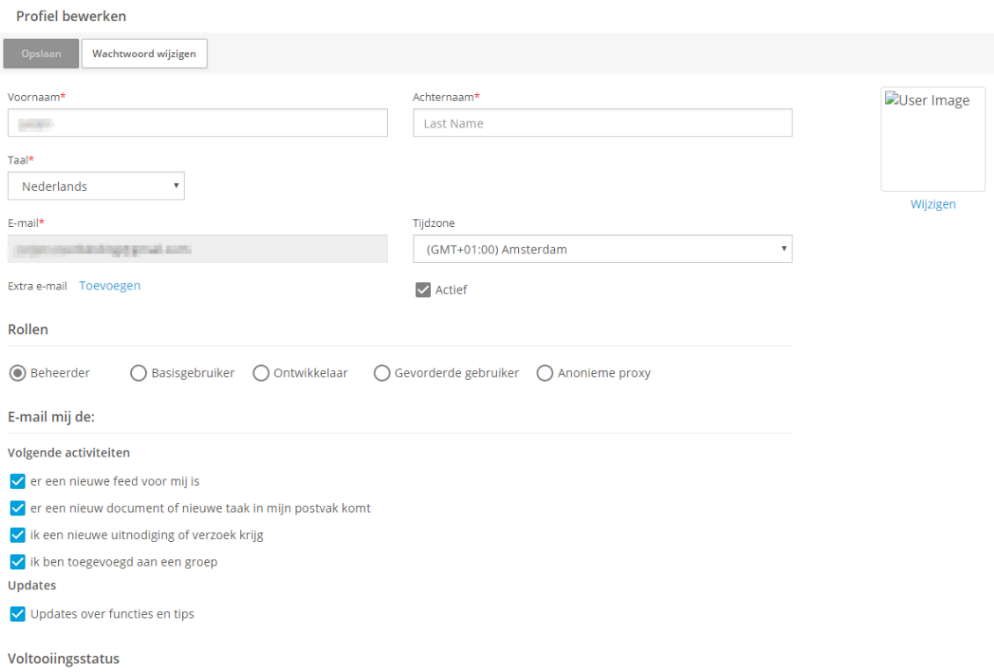 Profiel bewerken
Opslaan Wachtwoord wijzigen
Voornaam* Achternaam* User Image
Last Name
Taal*
Nederlands
Wijzigen
E-mail* Tijdzone
(GMT+01:00) Amsterdam
Extra e-mail Toevoegen Actief
Rollen
Beheerder Basisgebruiker Ontwikkelaar Gevorderde gebruiker Anonieme proxy
E-mail mij de:
Volgende activiteiten
er een nieuwe feed voor mij is
er een nieuw document of nieuwe taak in mijn postvak komt
ik een nieuwe uitnodiging of verzoek krijg
ik ben toegevoegd aan een groep
Updates
Updates over functies en tips
Voltooiingsstatus